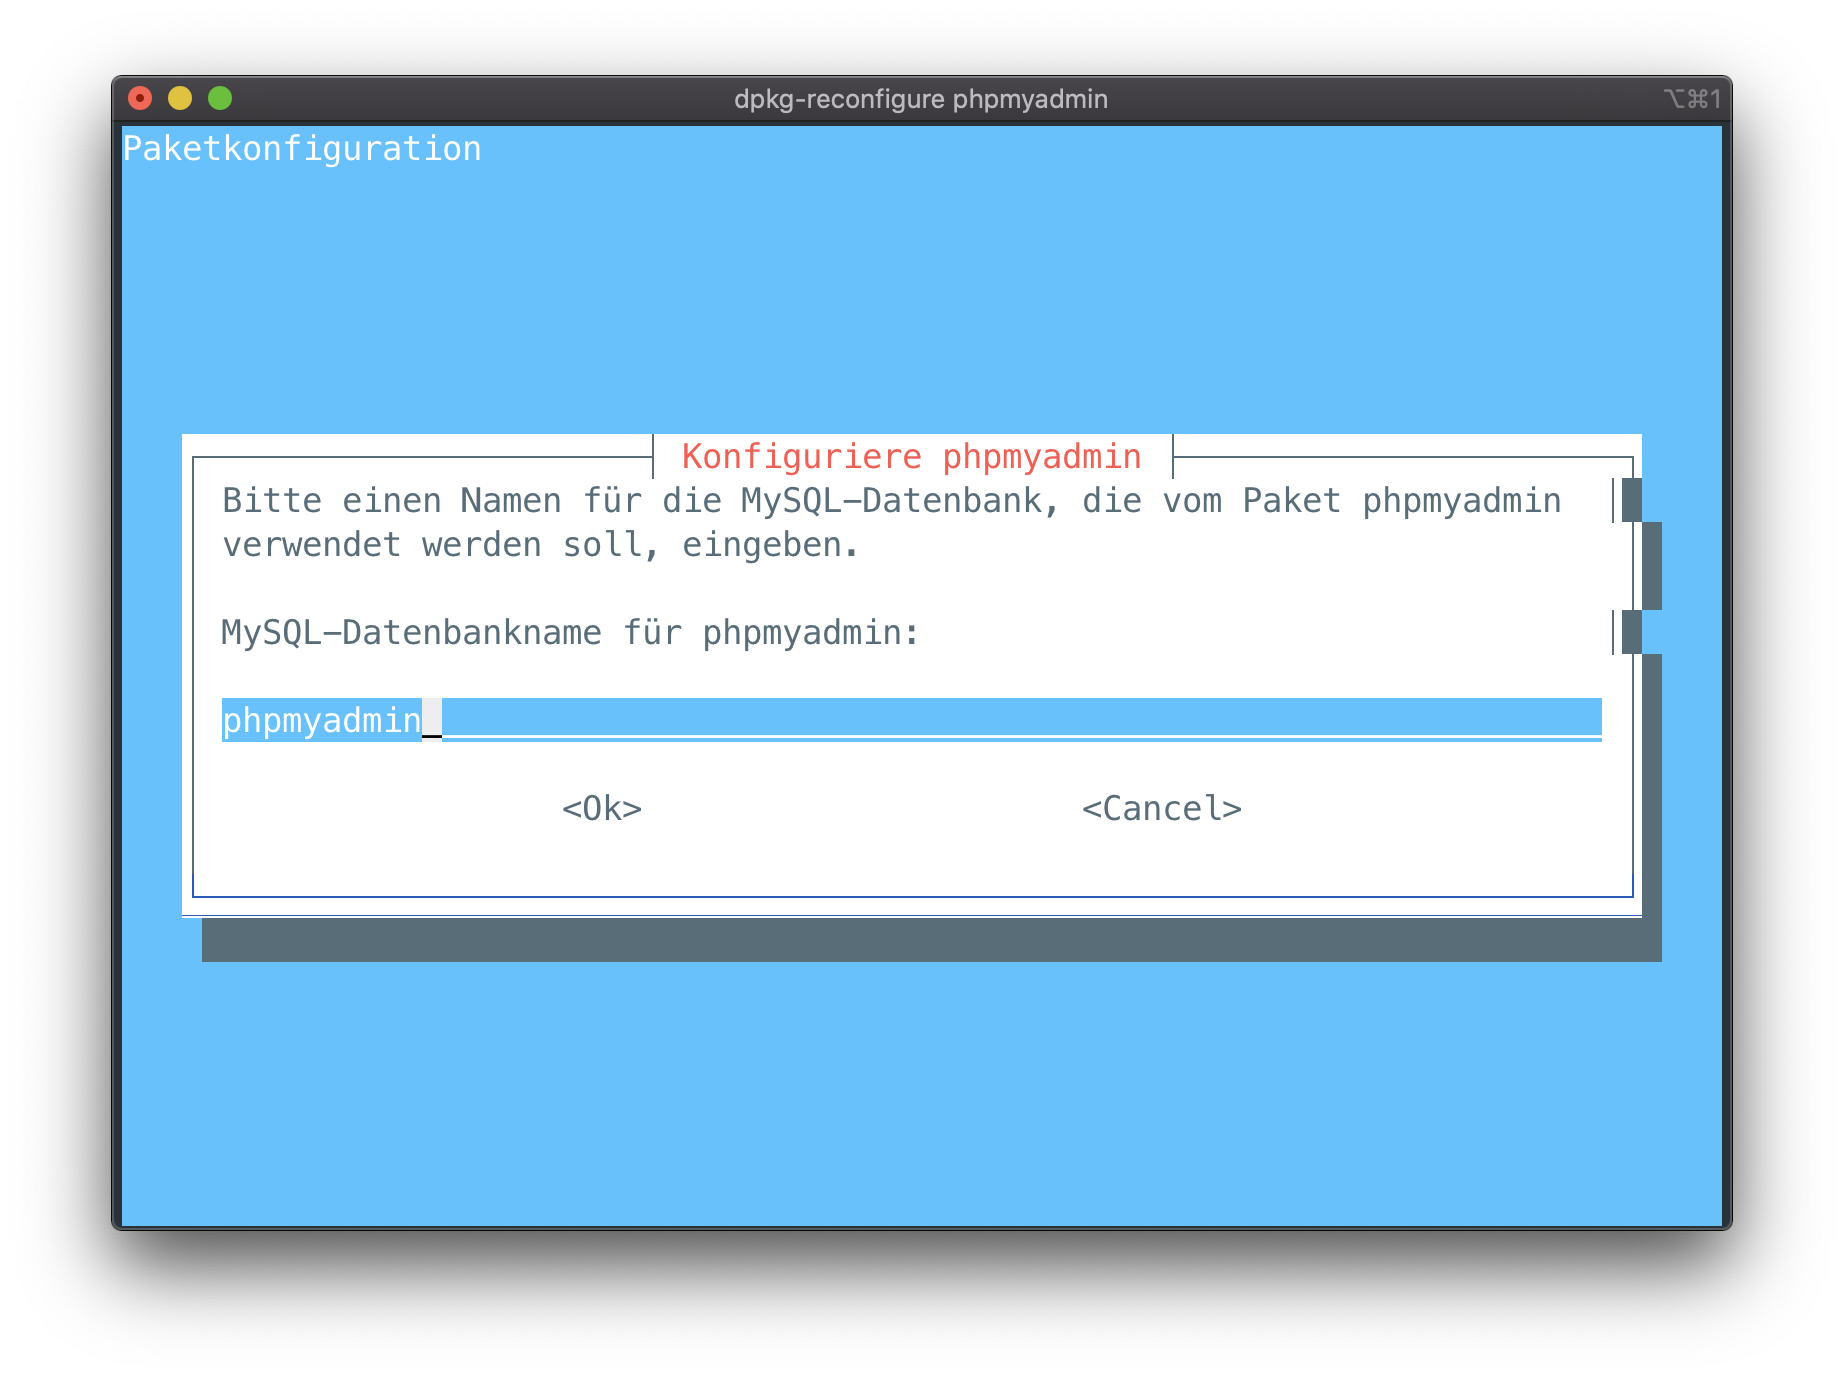 dpkg-reconfigure phpmyadmin
⌥⌘1
Paketkonfiguration
Konfiguriere phpmyadmin
Bitte einen Namen für die MySQL-Datenbank, die vom Paket phpmyadmin
verwendet werden soll, eingeben.
MySQL-Datenbankname für phpmyadmin:
phpmyadmin
<Ok> <Cancel>